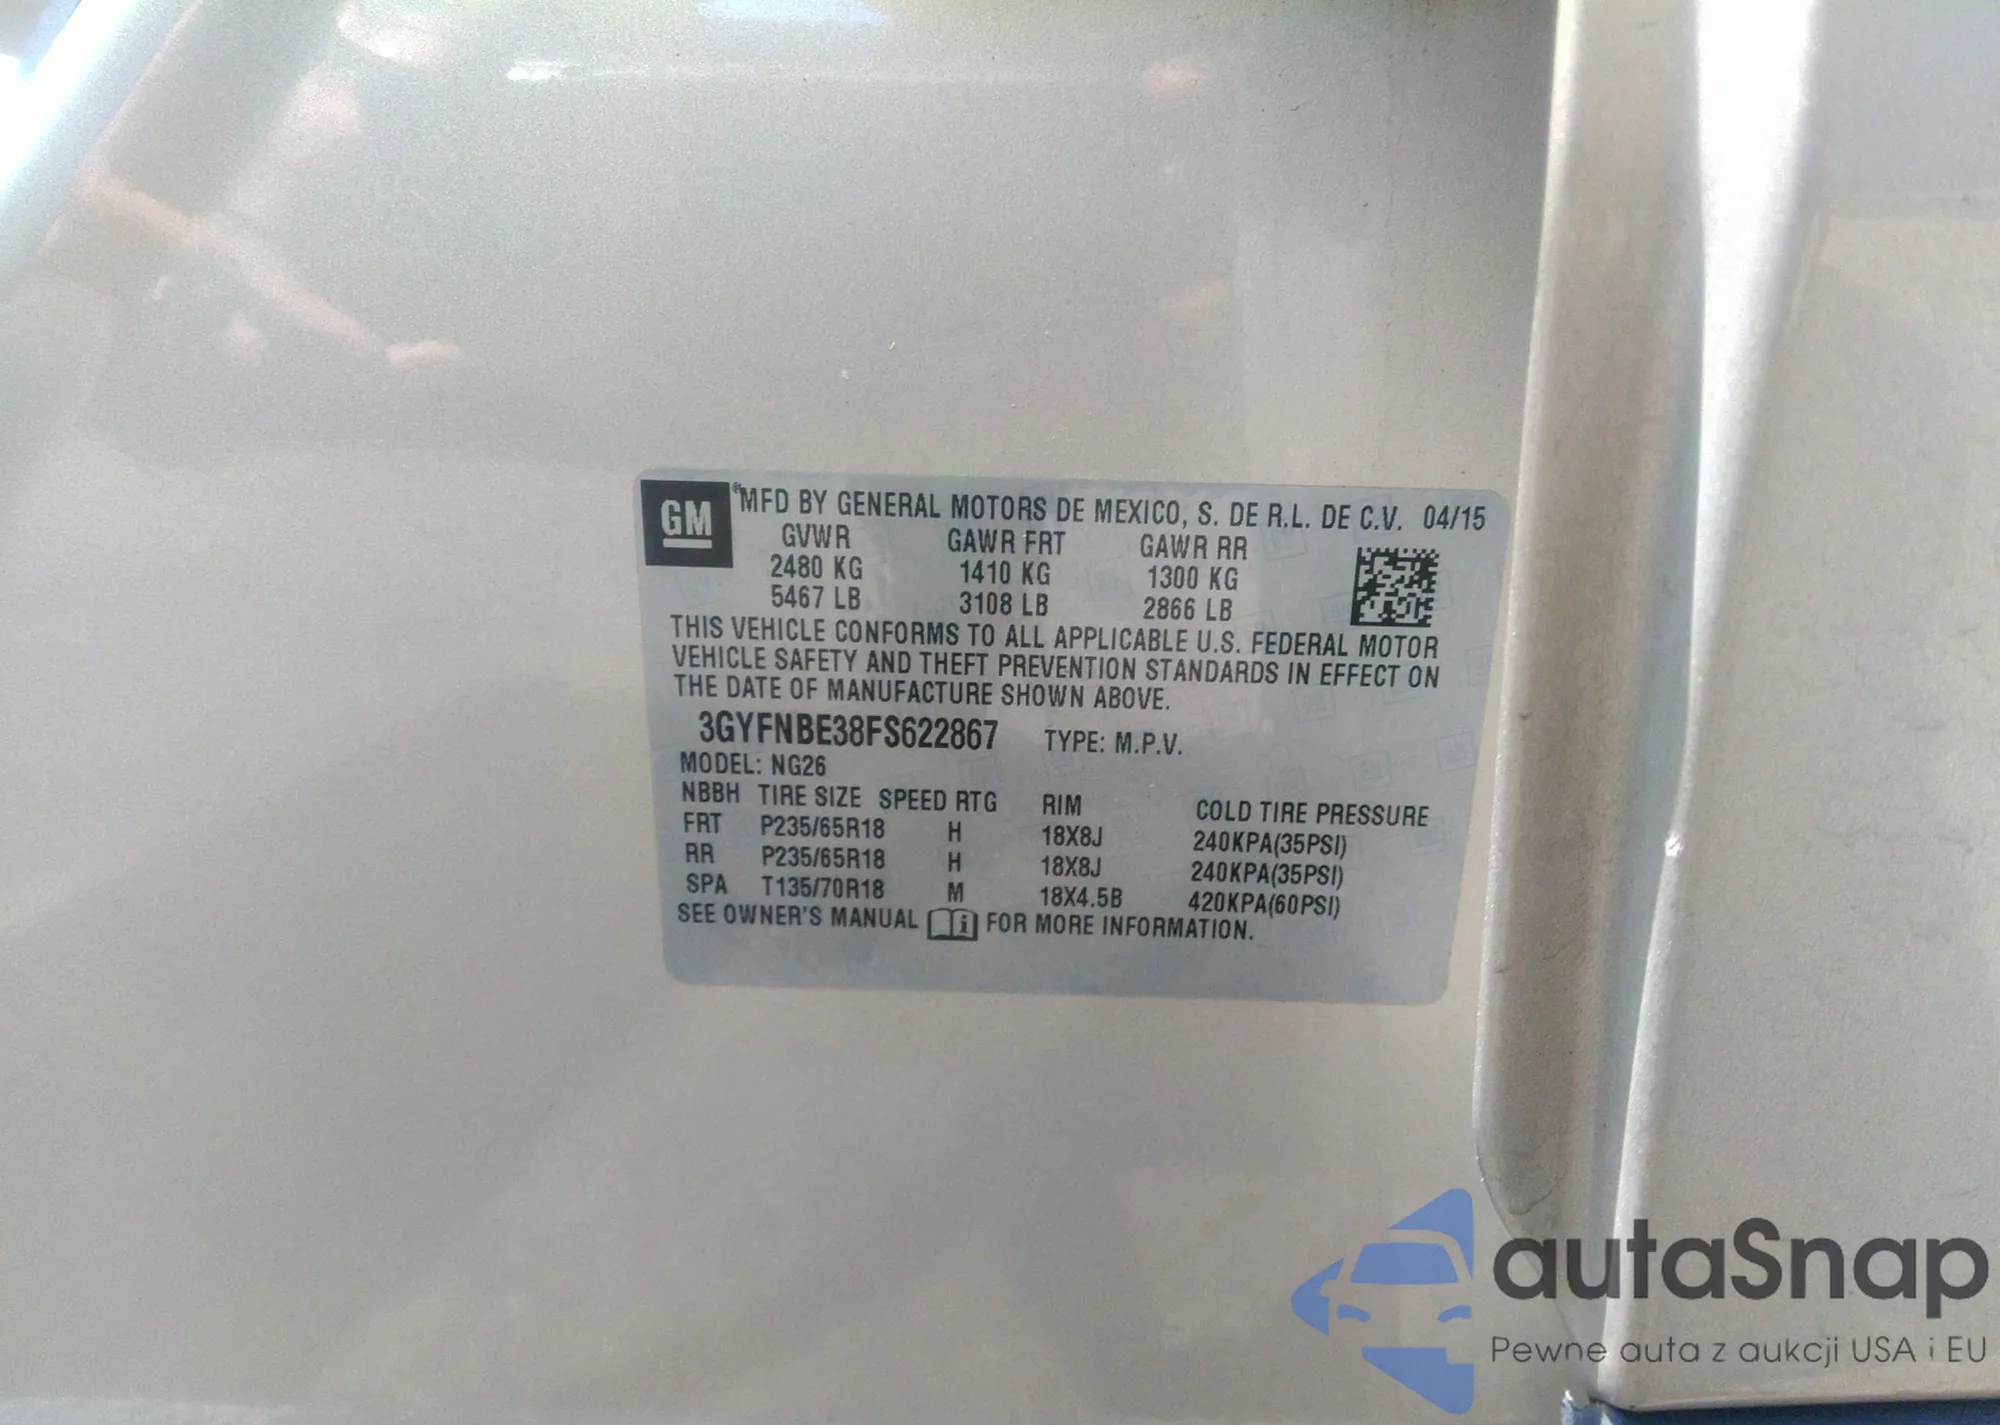 GM ®MFD BY GENERAL MOTORS DE MEXICO, S. DE R.L. DE C.V. 04/15
GVWR GAWR FRT GAWR RR
2480 KG 1410 KG 1300 KG
5467 LB 3108 LB 2866 LB
THIS VEHICLE CONFORMS TO ALL APPLICABLE U.S. FEDERAL MOTOR
VEHICLE SAFETY AND THEFT PREVENTION STANDARDS IN EFFECT ON
THE DATE OF MANUFACTURE SHOWN ABOVE.
3GYFNBE38FS622867 TYPE: M.P.V.
MODEL: NG26
NBBH TIRE SIZE SPEED RTG RIM COLD TIRE PRESSURE
FRT P235/65R18 H 18X8J 240KPA(35PSI)
RR P235/65R18 H 18X8J 240KPA(35PSI)
SPA T135/70R18 M 18X4.5B 420KPA(60PSI)
SEE OWNER'S MANUAL i FOR MORE INFORMATION.
autaSnap
Pewne auta z aukcji USA i EU